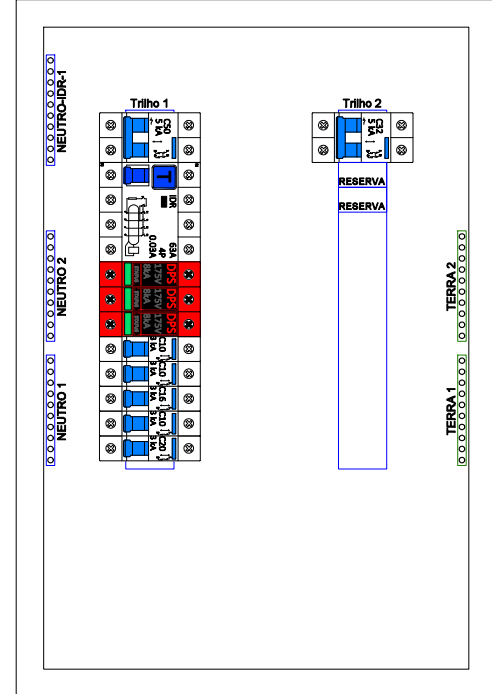 NEUTRO-IDR-1
NEUTRO 2
NEUTRO 1
Trilho 1
C50
5 kA
T
IDR
63A
4P
0.03A
DPS
175V
8kA
DPS
175V
8kA
DPS
175V
8kA
C10
3 kA
C10
3 kA
C16
3 kA
C10
3 kA
C20
3 kA
Trilho 2
C32
5 kA
RESERVA
RESERVA
TERRA 2
TERRA 1